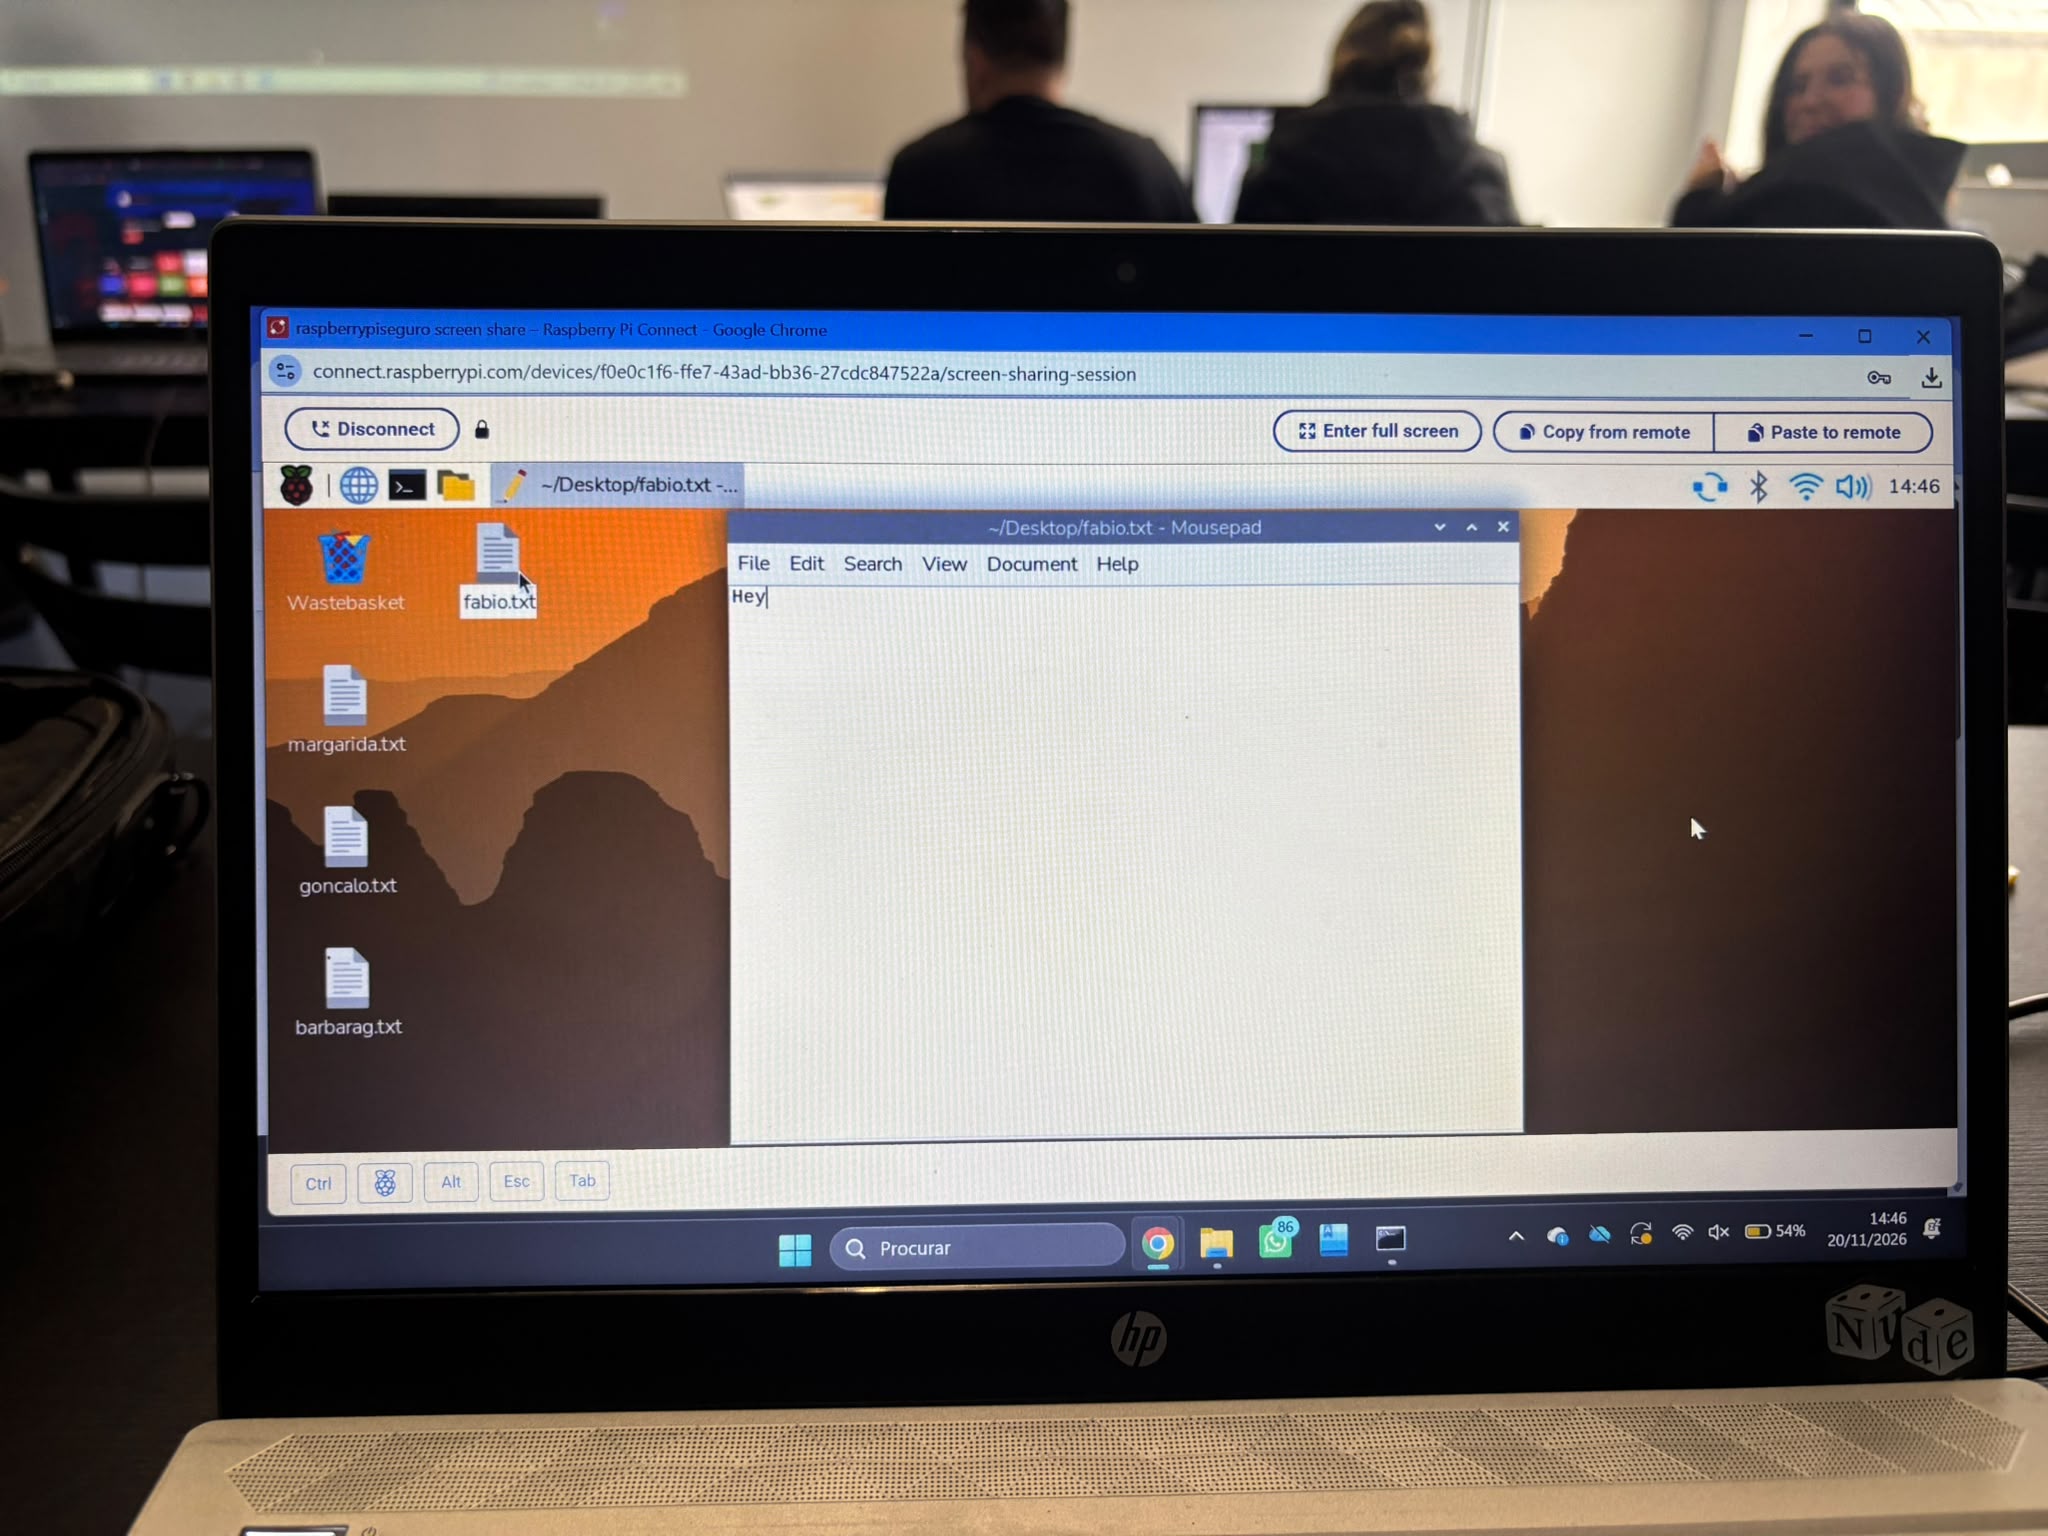 raspberrypiseguro screen share – Raspberry Pi Connect - Google Chrome
connect.raspberrypi.com/devices/f0e0c1f6-ffe7-43ad-bb36-27cdc847522a/screen-sharing-session
Disconnect
Enter full screen
Copy from remote
Paste to remote
~/Desktop/fabio.txt -...
14:46
~/Desktop/fabio.txt - Mousepad
File Edit Search View Document Help
Hey
Wastebasket
fabio.txt
margarida.txt
goncalo.txt
barbarag.txt
Ctrl
Alt
Esc
Tab
Procurar
86
54%
14:46
20/11/2026
hp
Nude